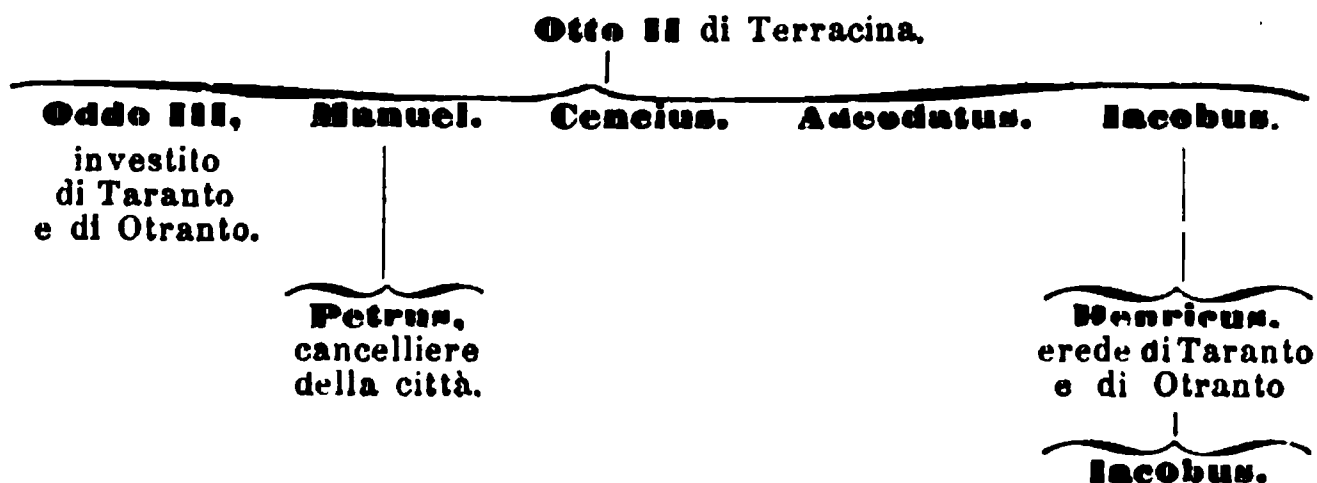 Otto II di Terracina.
Oddo III, Manuel. Cencius. Adeodatus. Iacobus.
investito
di Taranto
e di Otranto.
Petrus,
cancelliere
della città.
Henricus.
erede di Taranto
e di Otranto
Iacobus.